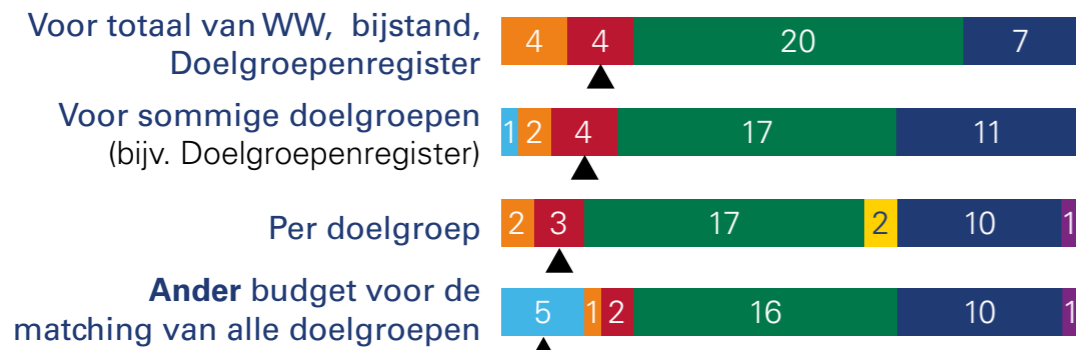 Voor totaal van WW, bijstand,
Doelgroepenregister
4 4 20 7
Voor sommige doelgroepen
(bijv. Doelgroepenregister)
1 2 4 17 11
Per doelgroep
2 3 17 2 10 1
Ander budget voor de
matching van alle doelgroepen
5 1 2 16 10 1